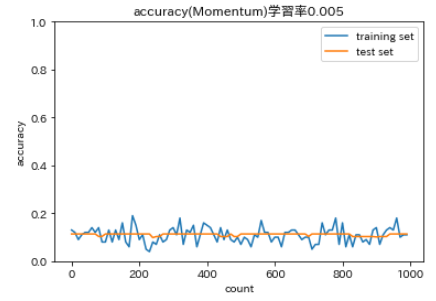 accuracy(Momentum)学習率0.005
1.0
training set
test set
0.8
0.6
accuracy
0.4
0.2
0.0
0 200 400 600 800 1000
count